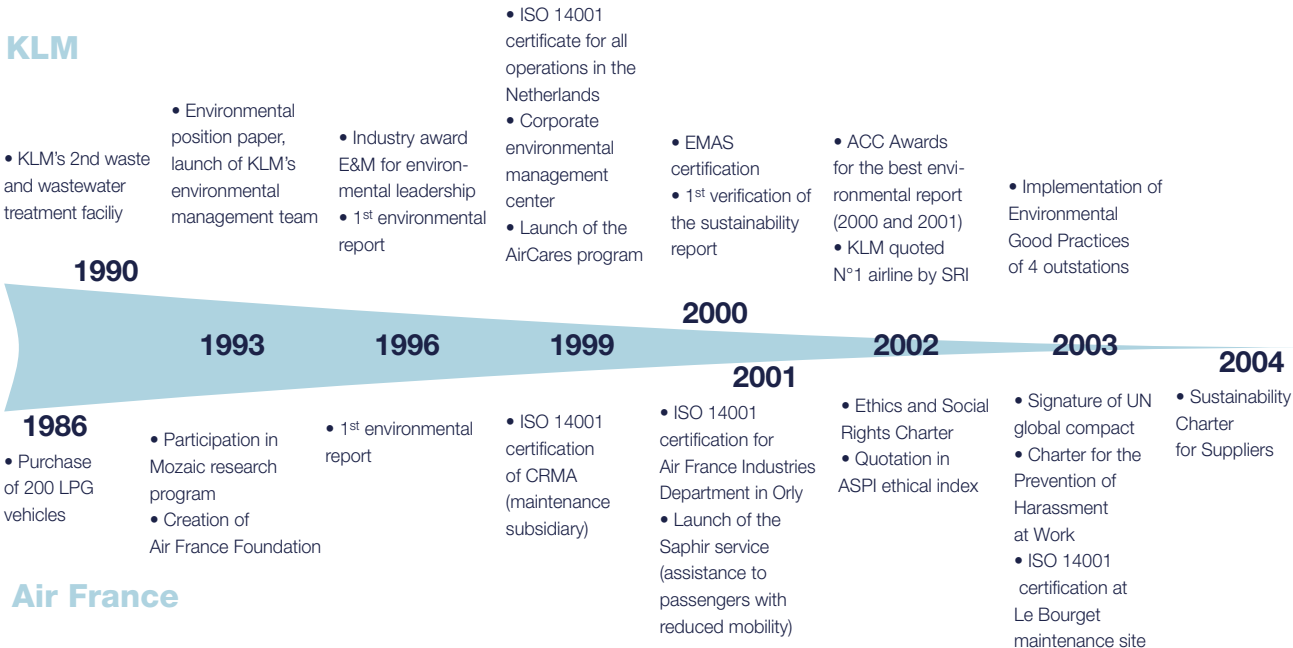 KLM
• KLM's 2nd waste
and wastewater
treatment faciliy
1990
• Environmental
position paper,
launch of KLM's
environmental
management team
• Industry award
E&M for environ-
mental leadership
• 1st environmental
report
• ISO 14001
certificate for all
operations in the
Netherlands
• Corporate
environmental
management
center
• Launch of the
AirCares program
• EMAS
certification
• 1st verification of
the sustainability
report
2000
• ACC Awards
for the best envi-
ronmental report
(2000 and 2001)
• KLM quoted
N°1 airline by SRI
• Implementation of
Environmental
Good Practices
of 4 outstations
1993
1996
1999
2002
2003
1986
• Purchase
of 200 LPG
vehicles
• Participation in
Mozaic research
program
• Creation of
Air France Foundation
• 1st environmental
report
• ISO 14001
certification
of CRMA
(maintenance
subsidiary)
2001
• ISO 14001
certification for
Air France Industries
Department in Orly
• Launch of the
Saphir service
(assistance to
passengers with
reduced mobility)
• Ethics and Social
Rights Charter
• Quotation in
ASPI ethical index
• Signature of UN
global compact
• Charter for the
Prevention of
Harassment
at Work
• ISO 14001
certification at
Le Bourget
maintenance site
2004
• Sustainability
Charter
for Suppliers
Air France